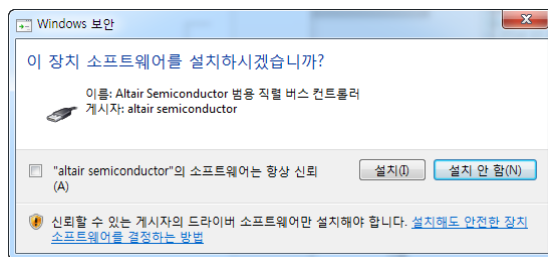 Windows 보안
이 장치 소프트웨어를 설치하시겠습니까?
이름: Altair Semiconductor 범용 직렬 버스 컨트롤러
게시자: altair semiconductor
"altair semiconductor"의 소프트웨어는 항상 신뢰
(A)
설치(I)
설치 안 함(N)
신뢰할 수 있는 게시자의 드라이버 소프트웨어만 설치해야 합니다. 설치해도 안전한 장치
소프트웨어를 결정하는 방법